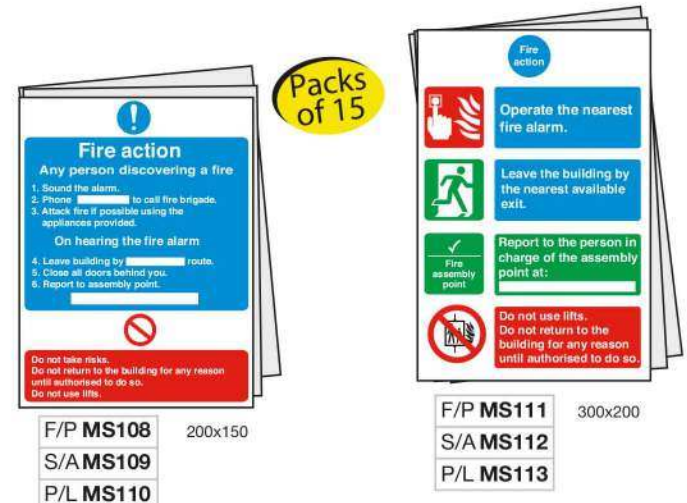 Packs
of 15
Fire action
Any person discovering a fire
1. Sound the alarm.
2. Phone to call fire brigade.
3. Attack fire if possible using the
appliances provided.
On hearing the fire alarm
4. Leave building by route.
5. Close all doors behind you.
6. Report to assembly point.
Do not take risks.
Do not return to the building for any reason
until authorised to do so.
Do not use lifts.
F/P MS108
200x150
S/A MS109
P/L MS110
Fire
action
Operate the nearest
fire alarm.
Leave the building by
the nearest available
exit.
Fire
assembly
point
Report to the person in
charge of the assembly
point at:
Do not use lifts.
Do not return to the
building for any reason
until authorised to do so.
F/P MS111
300x200
S/A MS112
P/L MS113